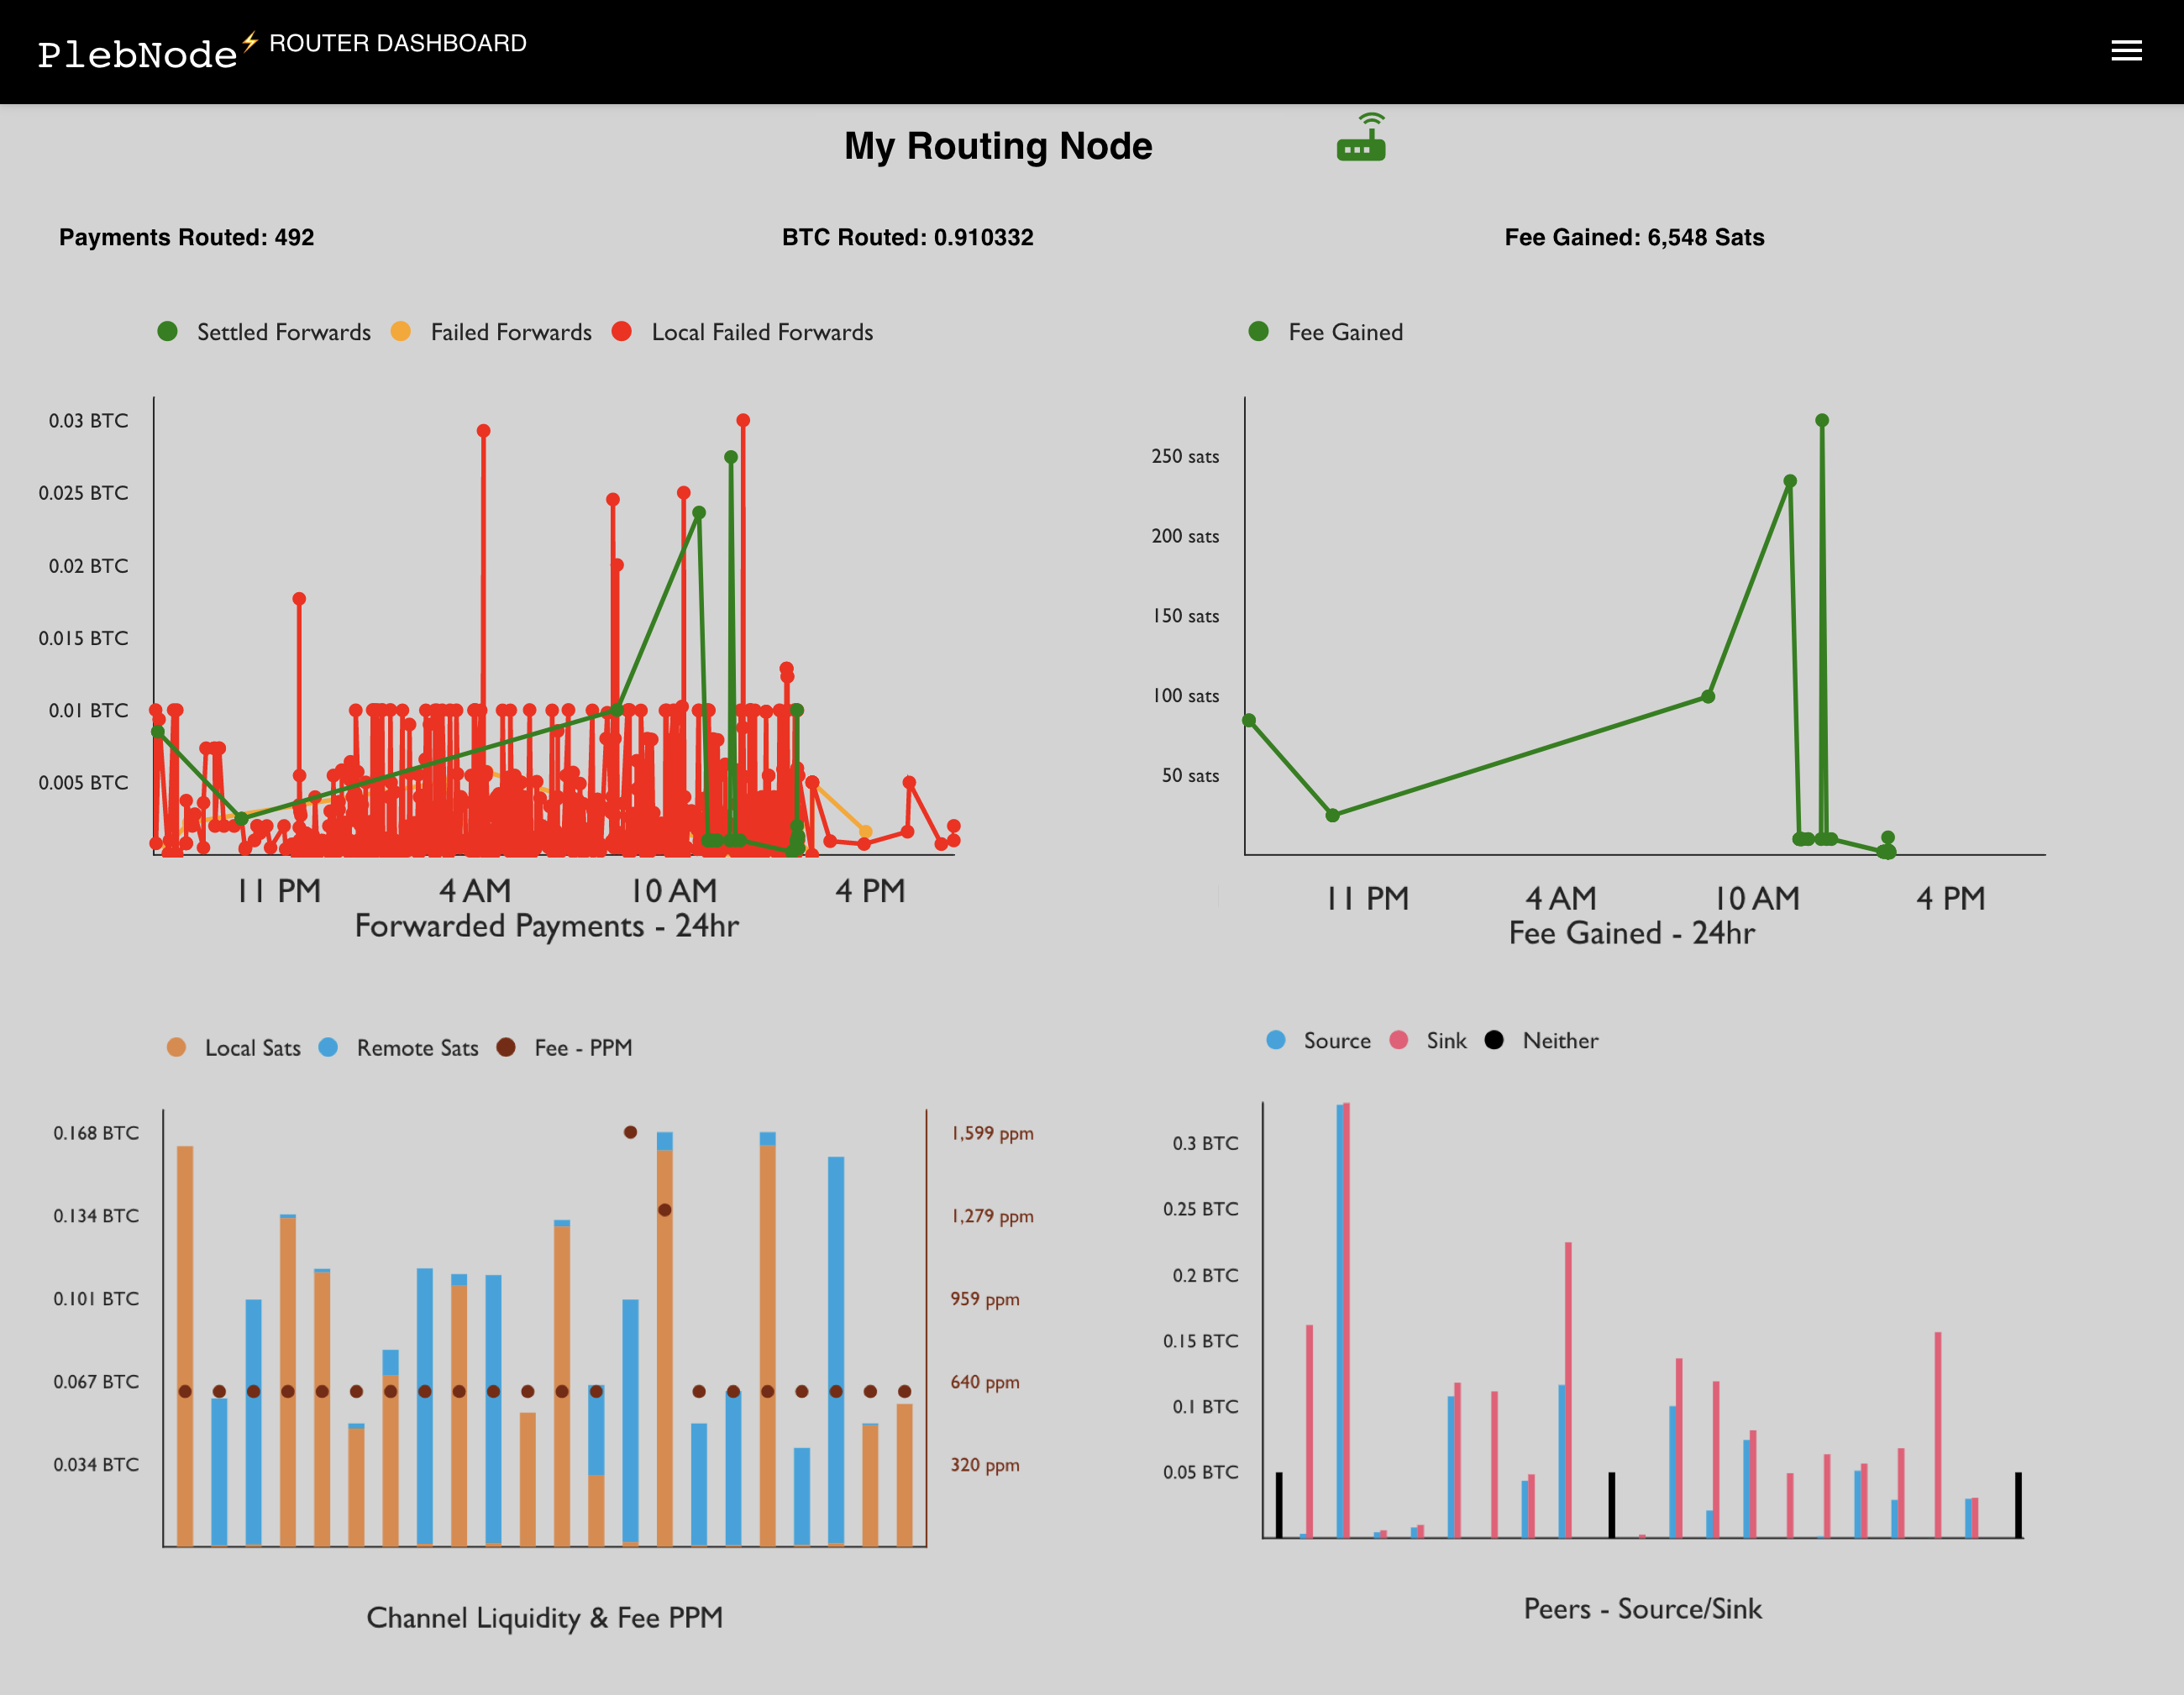 PlebNode⚡ ROUTER DASHBOARD
My Routing Node
Payments Routed: 492
BTC Routed: 0.910332
Fee Gained: 6,548 Sats
Settled Forwards
Failed Forwards
Local Failed Forwards
0.03 BTC
0.025 BTC
0.02 BTC
0.015 BTC
0.01 BTC
0.005 BTC
11 PM
4 AM
10 AM
4 PM
Forwarded Payments - 24hr
Fee Gained
250 sats
200 sats
150 sats
100 sats
50 sats
11 PM
4 AM
10 AM
4 PM
Fee Gained - 24hr
Local Sats
Remote Sats
Fee - PPM
0.168 BTC
0.134 BTC
0.101 BTC
0.067 BTC
0.034 BTC
1,599 ppm
1,279 ppm
959 ppm
640 ppm
320 ppm
Channel Liquidity & Fee PPM
Source
Sink
Neither
0.3 BTC
0.25 BTC
0.2 BTC
0.15 BTC
0.1 BTC
0.05 BTC
Peers - Source/Sink